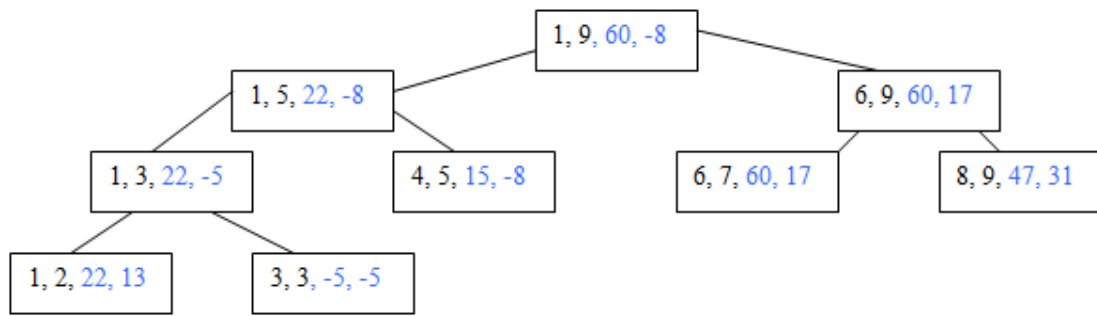 1, 9, 60, -8
1, 5, 22, -8
6, 9, 60, 17
1, 3, 22, -5
4, 5, 15, -8
6, 7, 60, 17
8, 9, 47, 31
1, 2, 22, 13
3, 3, -5, -5